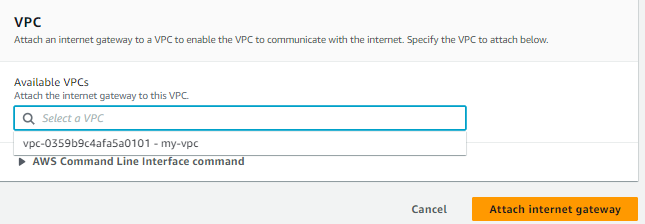 VPC
Attach an internet gateway to a VPC to enable the VPC to communicate with the internet. Specify the VPC to attach below.
Available VPCs
Attach the internet gateway to this VPC.
Select a VPC
vpc-0359b9c4afa5a0101 - my-vpc
AWS Command Line Interface command
Cancel
Attach internet gateway